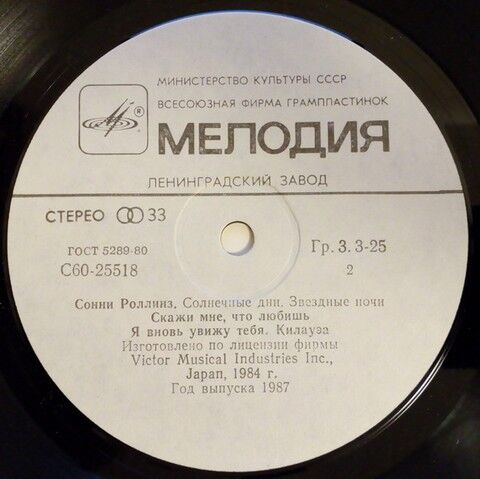 МИНИСТЕРСТВО КУЛЬТУРЫ СССР
ВСЕСОЮЗНАЯ ФИРМА ГРАМПЛАСТИНОК
®
МЕЛОДИЯ
ЛЕНИНГРАДСКИЙ ЗАВОД
СТЕРЕО 33
ГОСТ 5289-80
С60-25518
Гр. 3. 3-25
2
Сонни Роллинз. Солнечные дни. Звездные ночи
Скажи мне, что любишь
Я вновь увижу тебя. Килауза
Изготовлено по лицензии фирмы
Victor Musical Industries Inc.,
Japan, 1984 г.
Год выпуска 1987